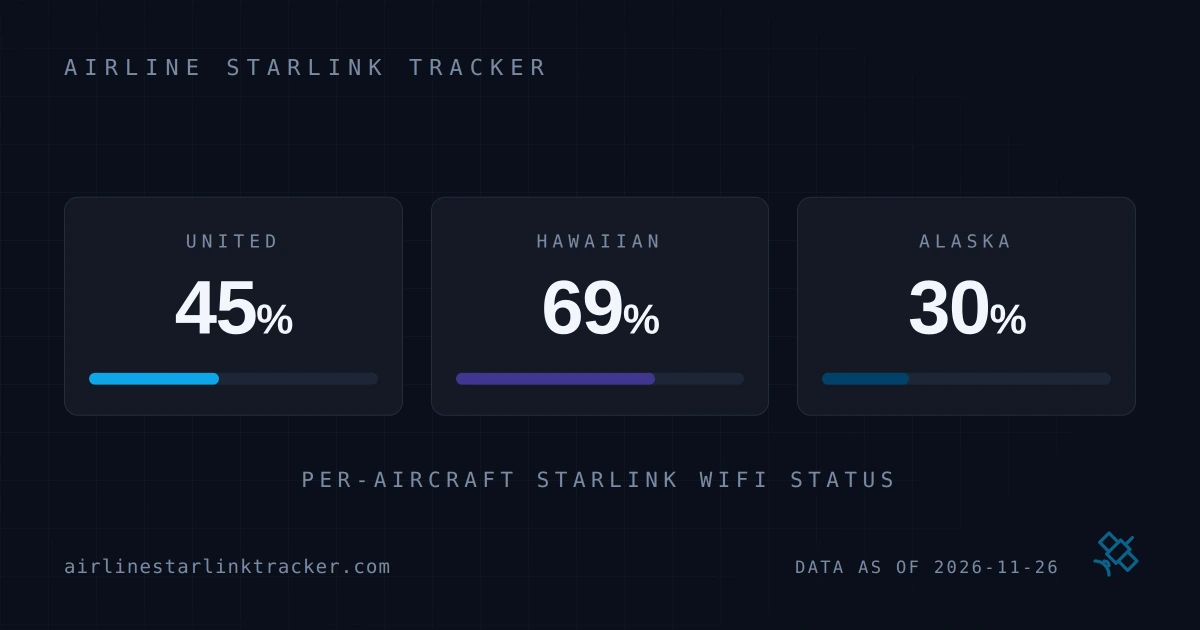 AIRLINE STARLINK TRACKER
UNITED
45%
HAWAIIAN
69%
ALASKA
30%
PER-AIRCRAFT STARLINK WIFI STATUS
airlinestarlinktracker.com
DATA AS OF 2026-11-26